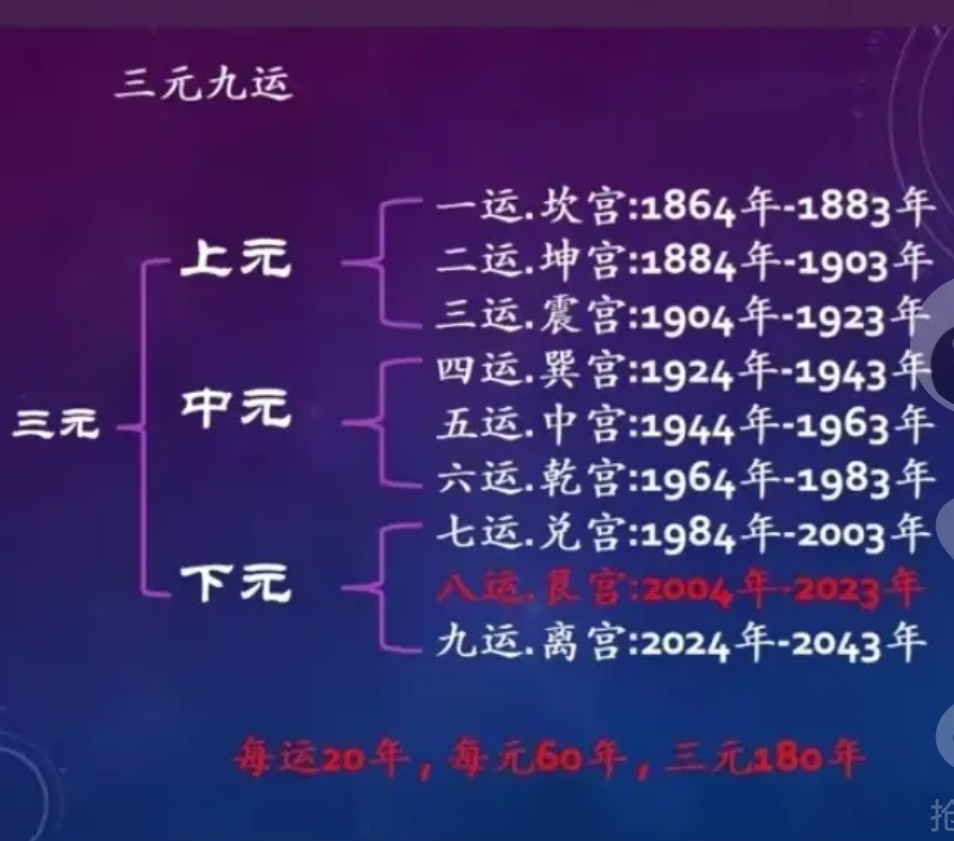 三元九运
一运.坎宫:1864年-1883年
上元
二运.坤宫:1884年-1903年
三运.震宫:1904年-1923年
四运.巽宫:1924年-1943年
三元
中元
五运.中宫:1944年-1963年
六运.乾宫:1964年-1983年
七运.兑宫:1984年-2003年
下元
八运.艮宫:2004年-2023年
九运.离宫:2024年-2043年
每运20年，每元60年，三元180年
抢